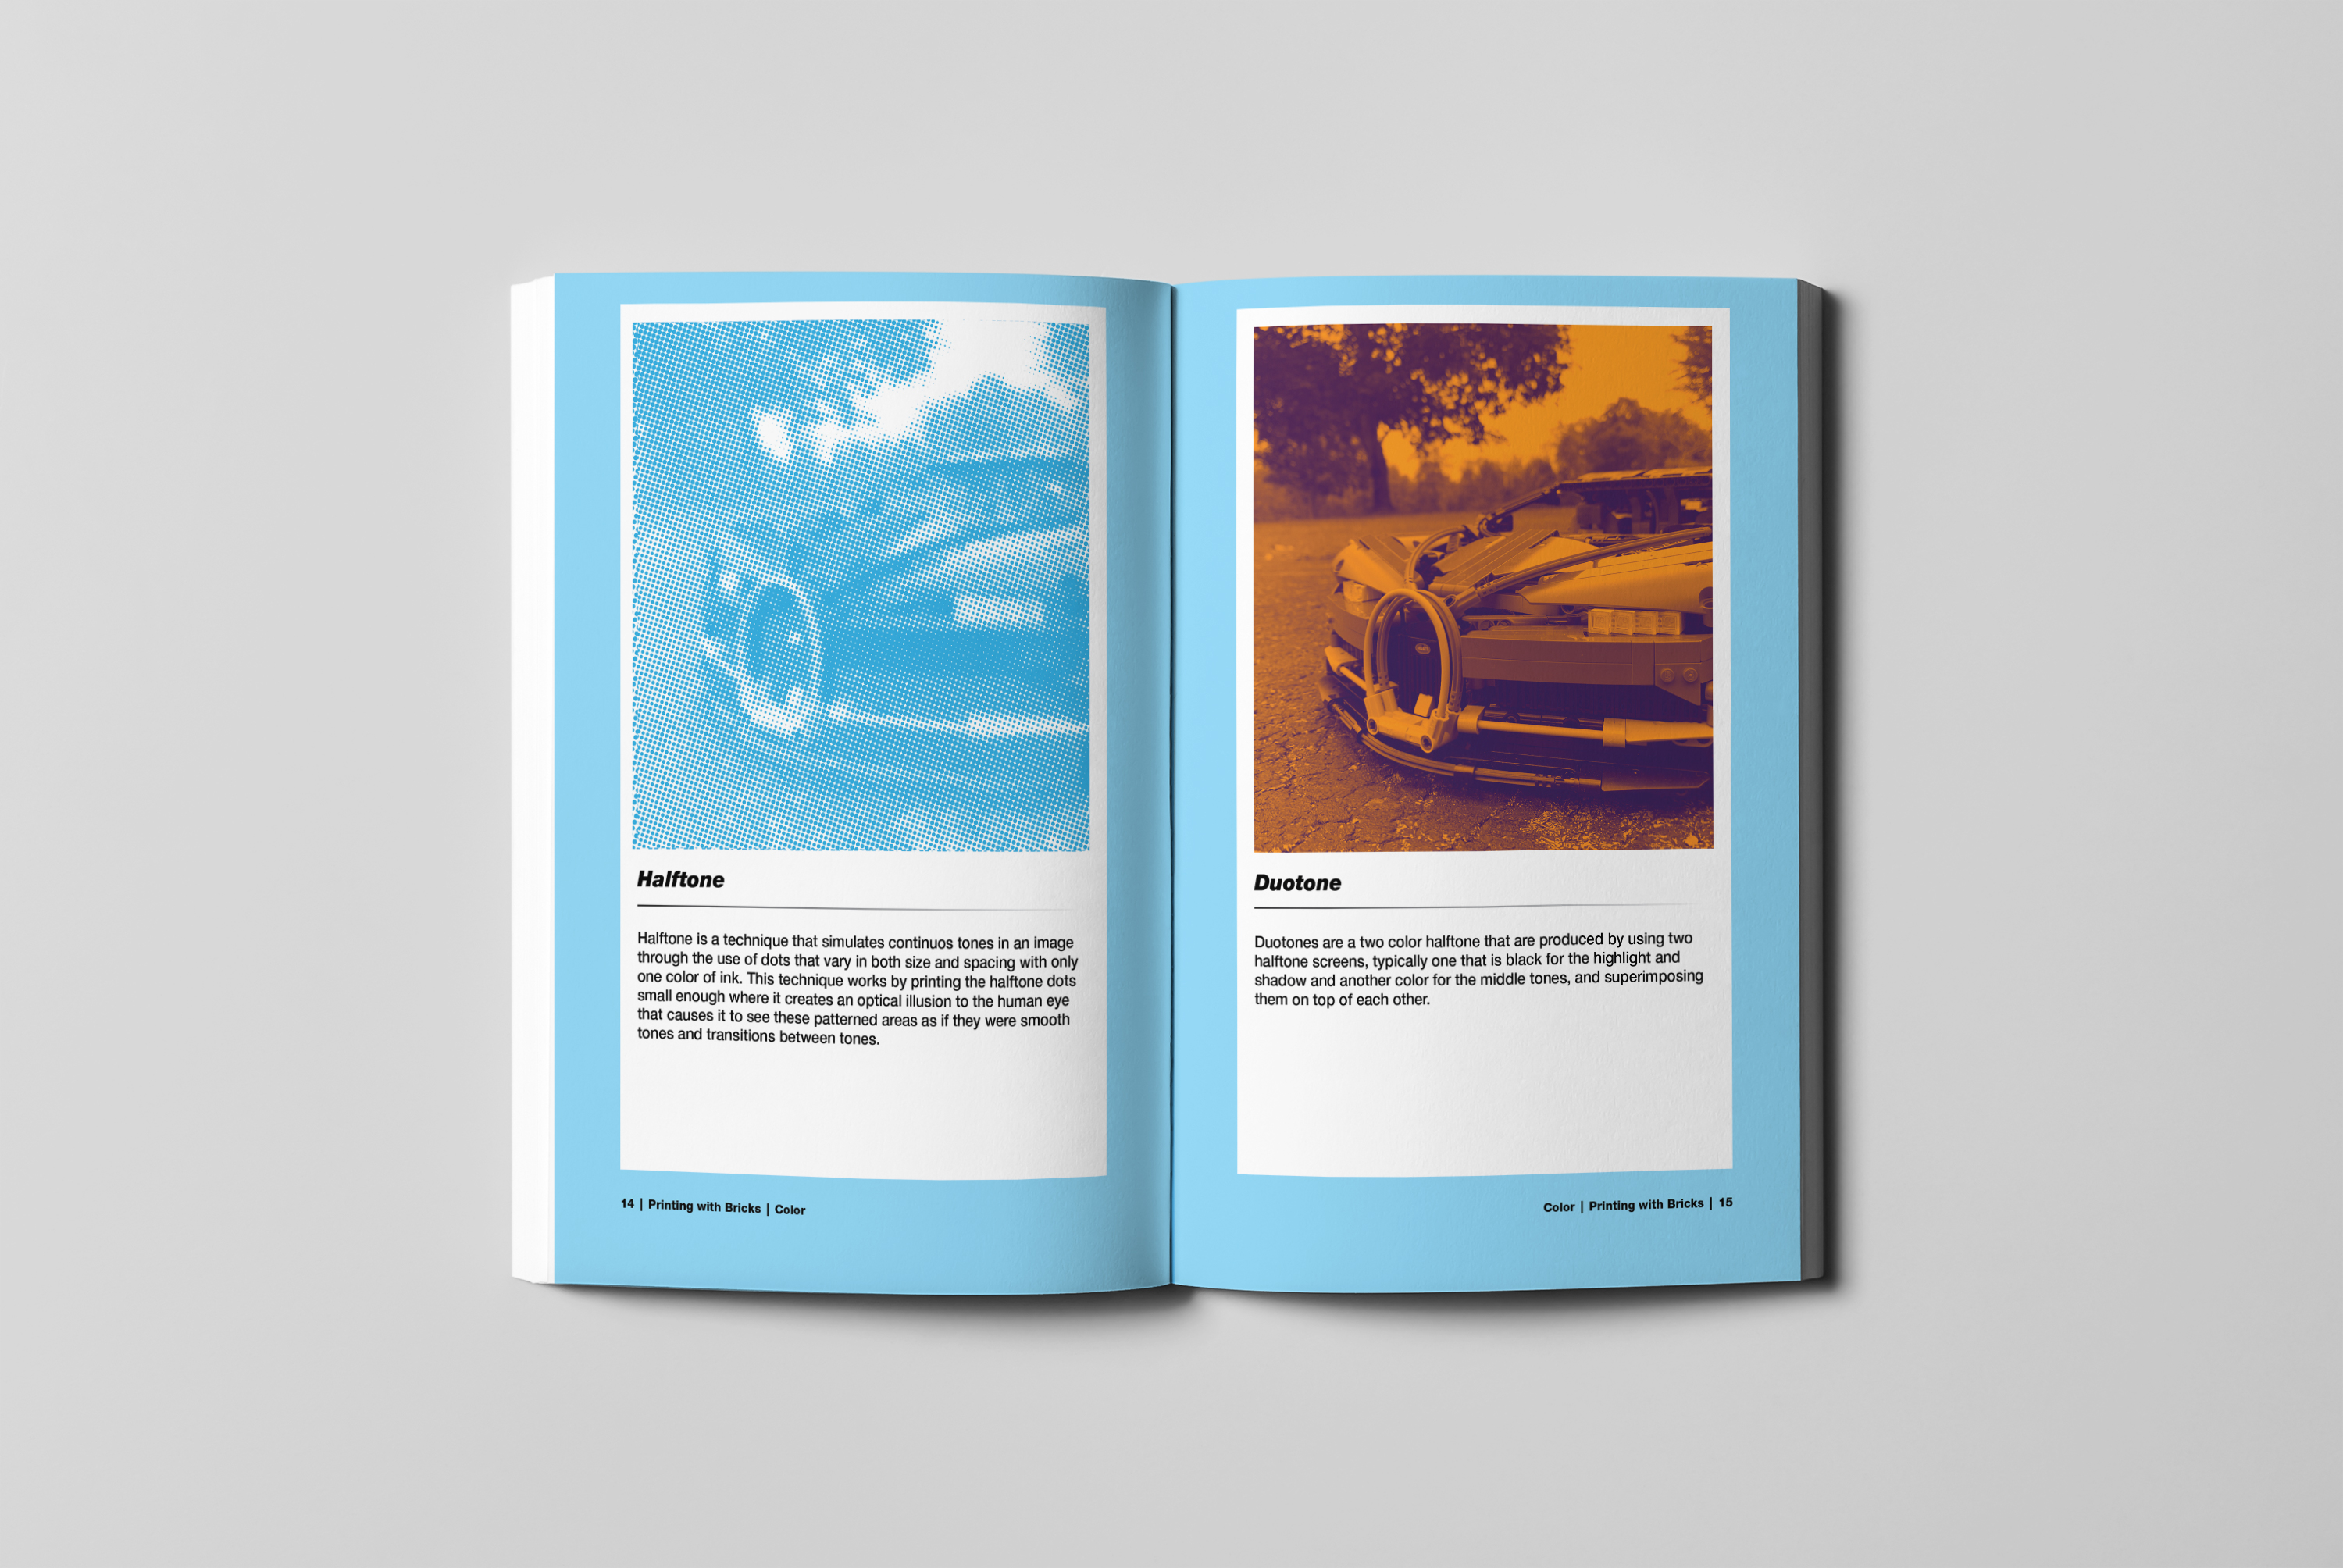 Halftone
Halftone is a technique that simulates continuos tones in an image
through the use of dots that vary in both size and spacing with only
one color of ink. This technique works by printing the halftone dots
small enough where it creates an optical illusion to the human eye
that causes it to see these patterned areas as if they were smooth
tones and transitions between tones.
14 | Printing with Bricks | Color
Duotone
Duotones are a two color halftone that are produced by using two
halftone screens, typically one that is black for the highlight and
shadow and another color for the middle tones, and superimposing
them on top of each other.
Color | Printing with Bricks | 15